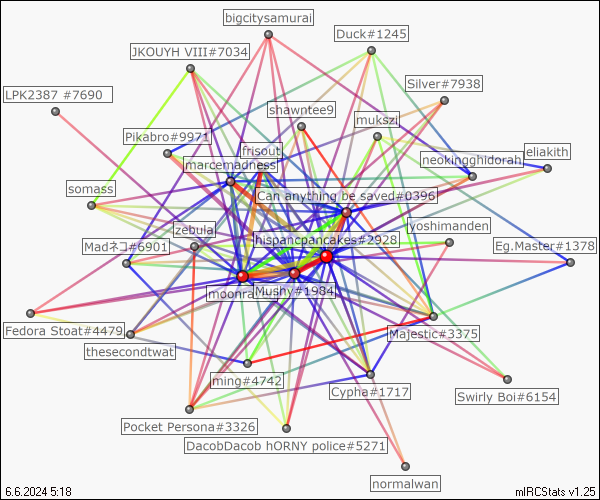 bigcitysamurai
Duck#1245
JKOUYH VIII#7034
Silver#7938
LPK2387 #7690
shawntee9
mukszi
Pikabro#9971
frisout
eliakith
marcemadness
neokingghidorah
somass
Can anything be saved#0396
zebulaj
lyoshimanden
Madネコ#6901
hispancpancakes#2928
Eg.Master#1378
Mushy#1984
Fedora Stoat#4479
Majestic#3375
thesecondtwat
ming#4742
Cypha#1717
Swirly Boi#6154
Pocket Persona#3326
DacobDacob hORNY police#5271
normalwan
6.6.2024 5:18
mIRCStats v1.25